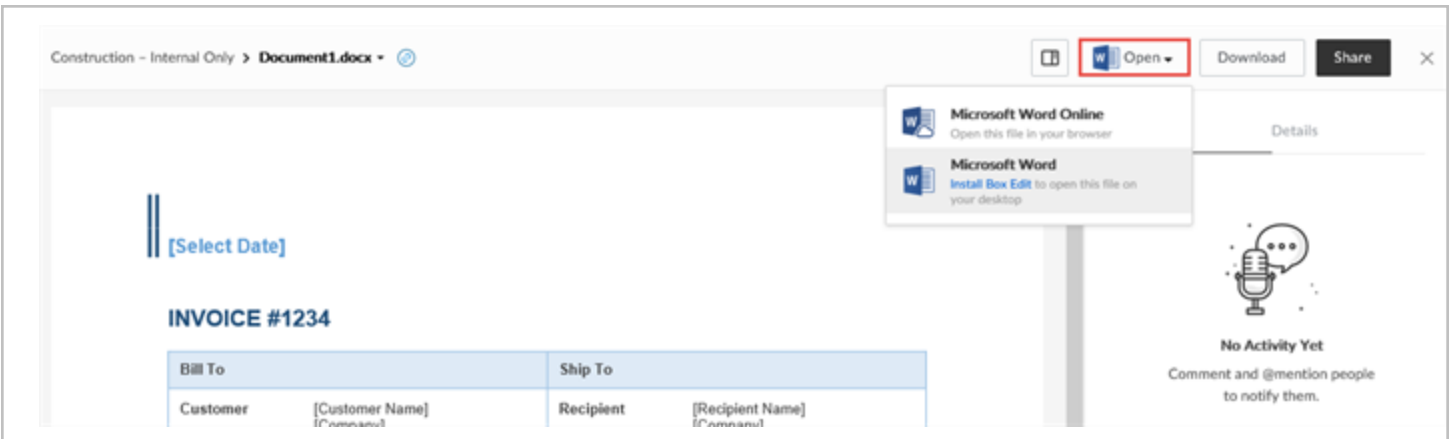 Construction – Internal Only > Document1.docx
Open
Download
Share
Microsoft Word Online
Open this file in your browser
Microsoft Word
Install Box Edit to open this file on
your desktop
Details
[Select Date]
INVOICE #1234
Bill To
Ship To
Customer [Customer Name]
[Company]
Recipient [Recipient Name]
[Company]
No Activity Yet
Comment and @mention people
to notify them.